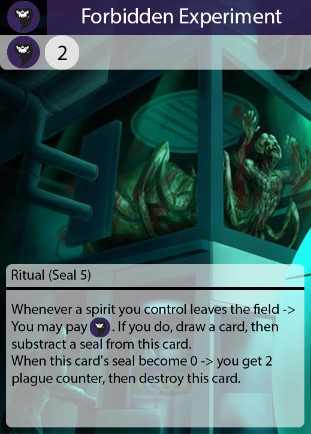 Forbidden Experiment
2
Ritual (Seal 5)
Whenever a spirit you control leaves the field ->
You may pay . If you do, draw a card, then
substract a seal from this card.
When this card's seal become 0 -> you get 2
plague counter, then destroy this card.